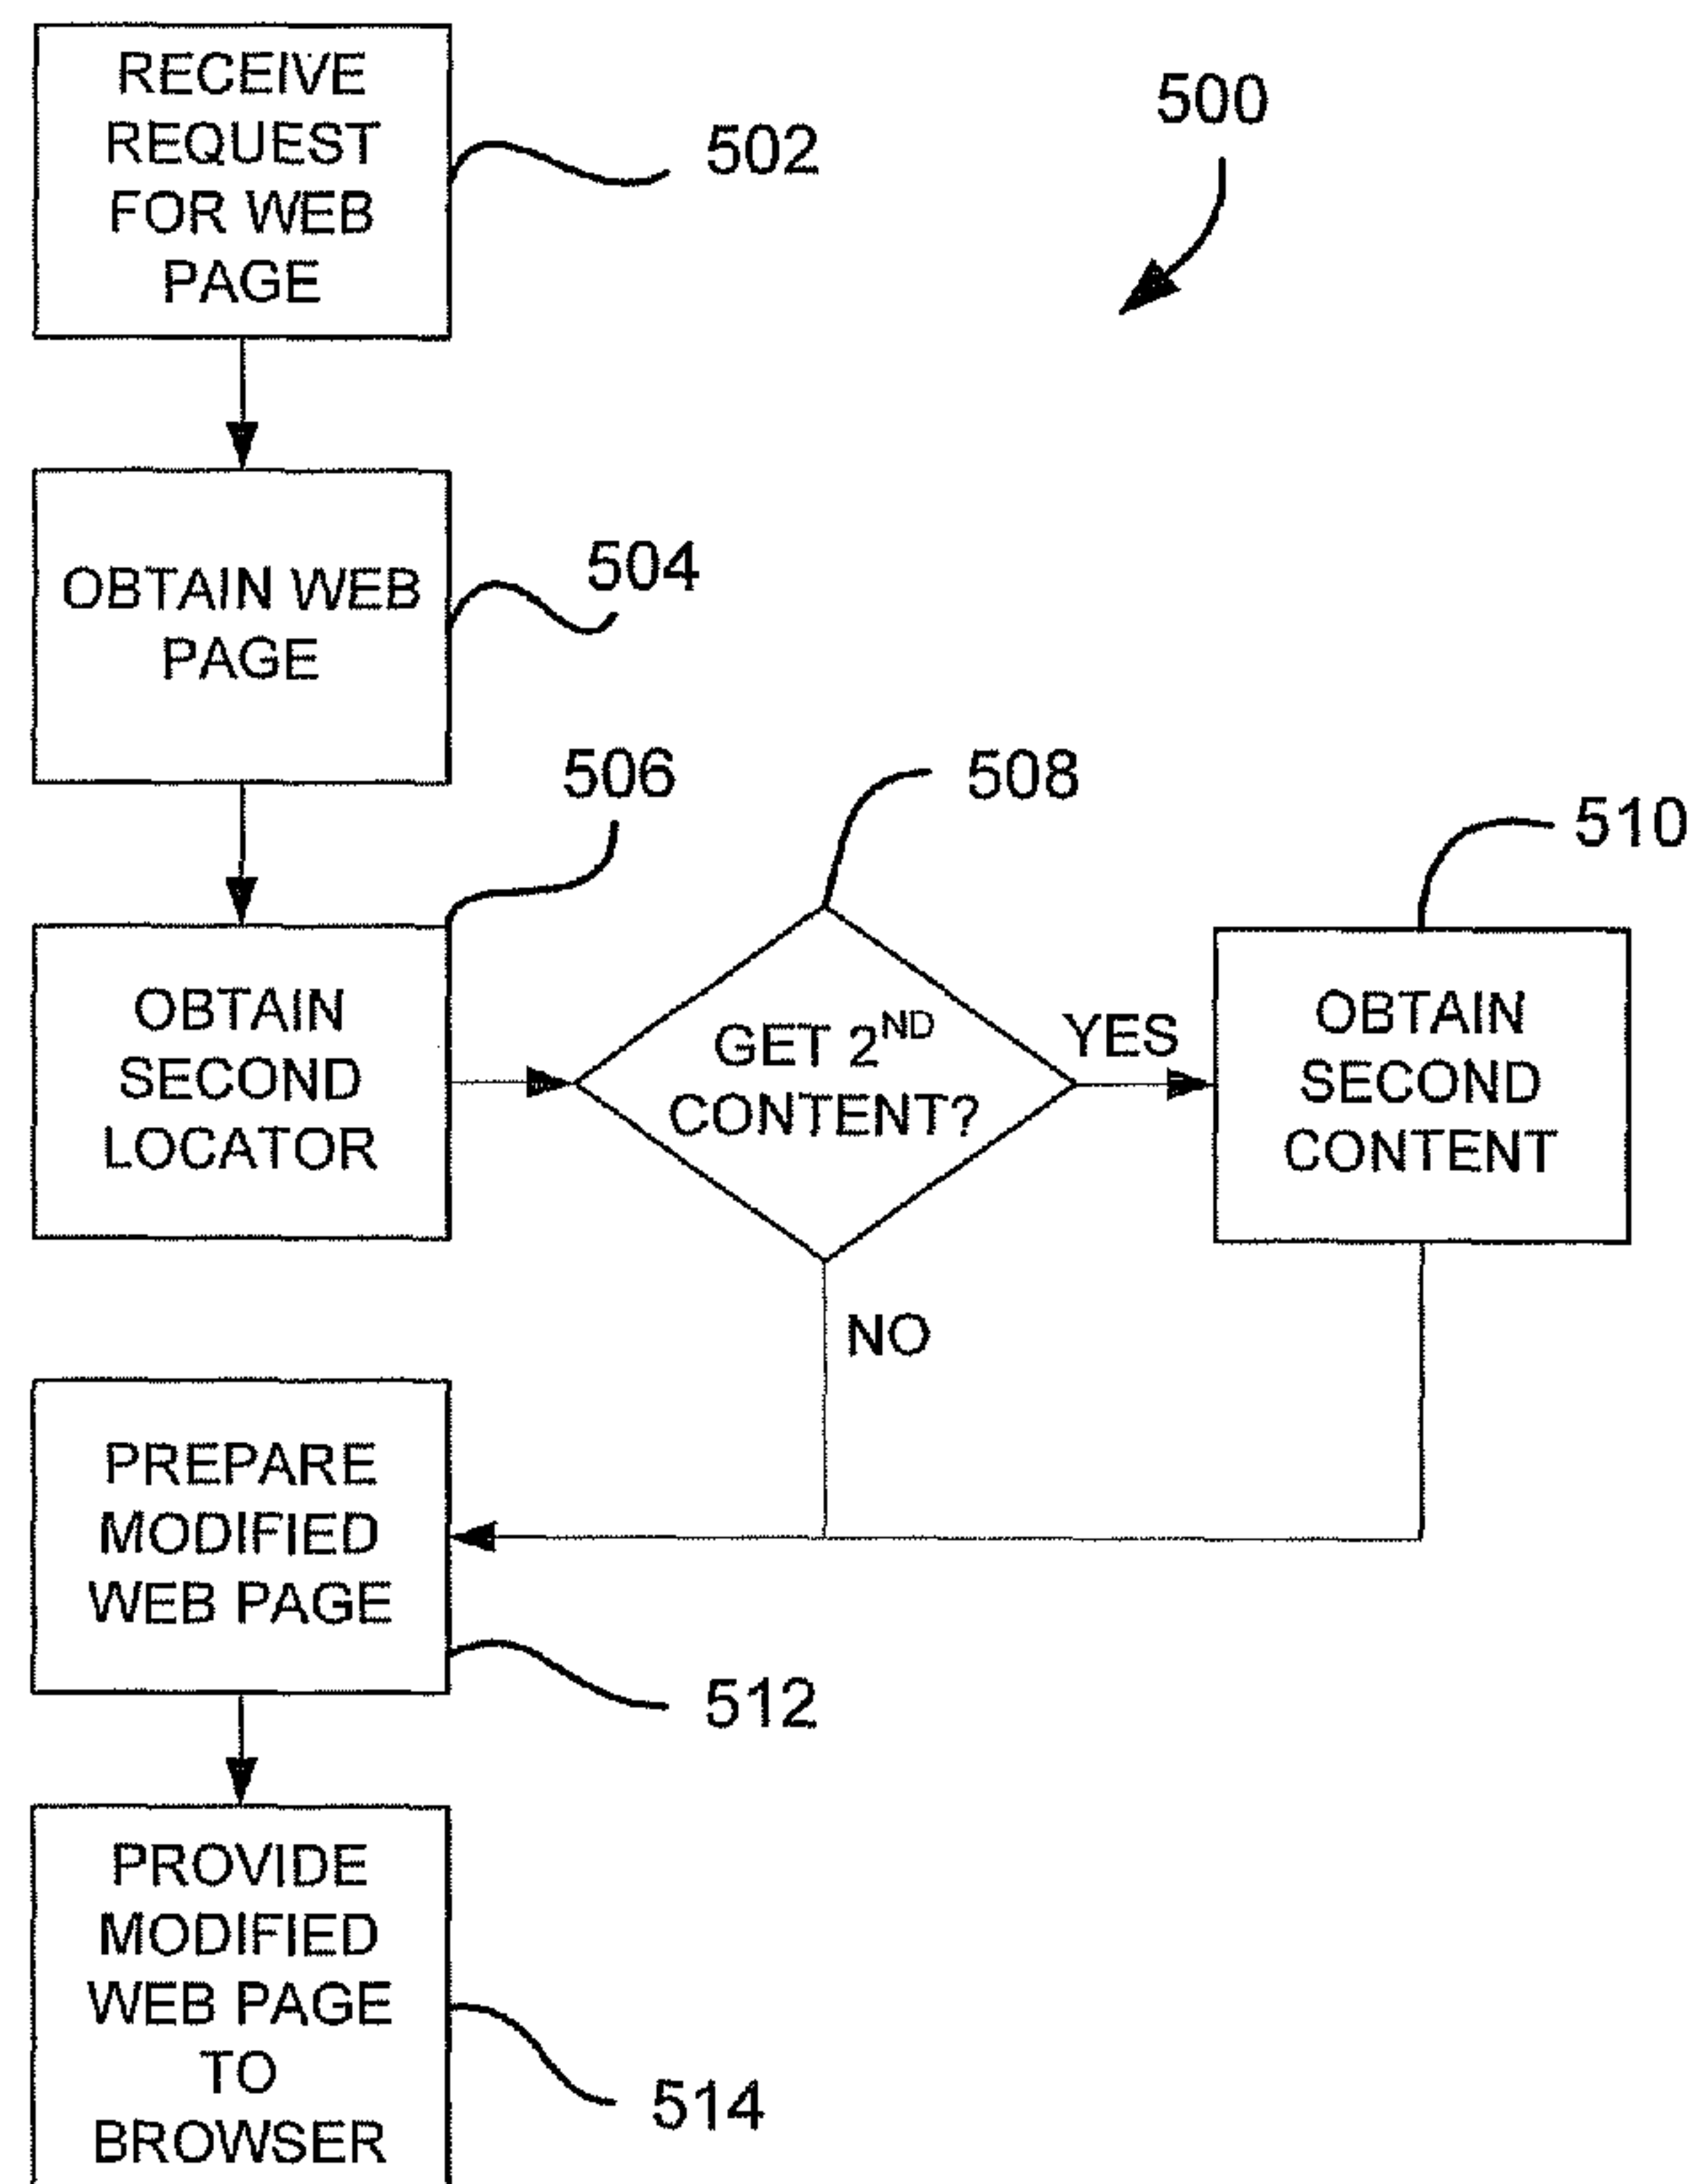 RECEIVE
REQUEST
FOR WEB
PAGE
502
500
OBTAIN WEB
PAGE
504
506
508
510
OBTAIN
SECOND
LOCATOR
GET 2ND
CONTENT?
YES
OBTAIN
SECOND
CONTENT
NO
PREPARE
MODIFIED
WEB PAGE
512
PROVIDE
MODIFIED
WEB PAGE
TO
BROWSER
514